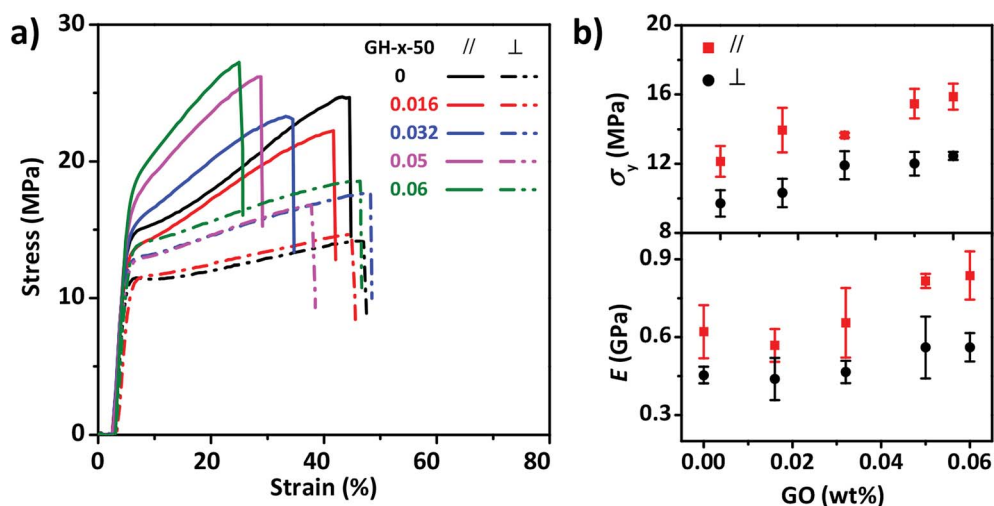 a)
GH-x-50 // ⊥
0
0.016
0.032
0.05
0.06
30
20
10
0
Stress (MPa)
0 20 40 60 80
Strain (%)
b)
//
⊥
20
16
12
8
σy (MPa)
0.9
0.6
0.3
E (GPa)
0.00 0.02 0.04 0.06
GO (wt%)